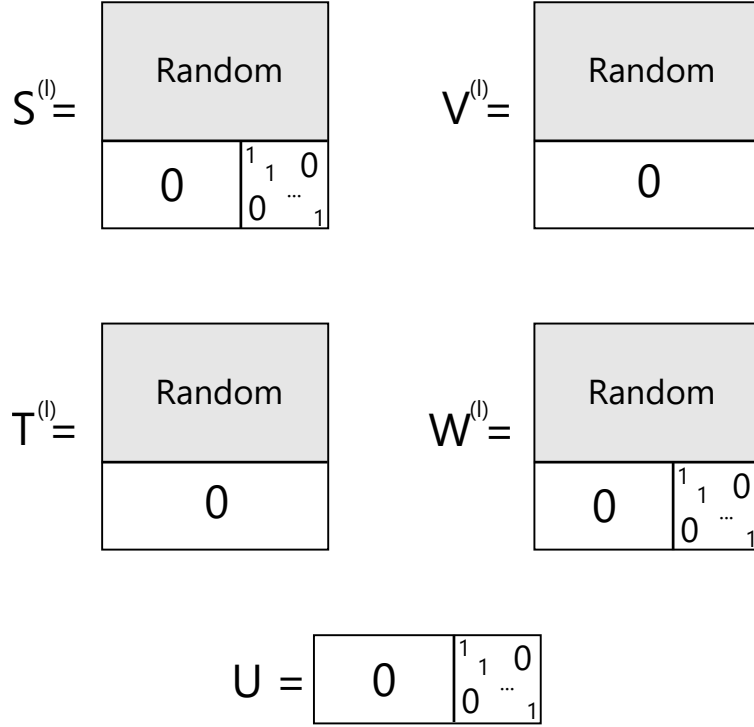 S^(l)= Random V^(l)= Random
0 1 1 0 0 ... 1 0
T^(l)= Random W^(l)= Random
0 0 1 1 0 0 ... 1
U = 0 1 1 0 0 ... 1